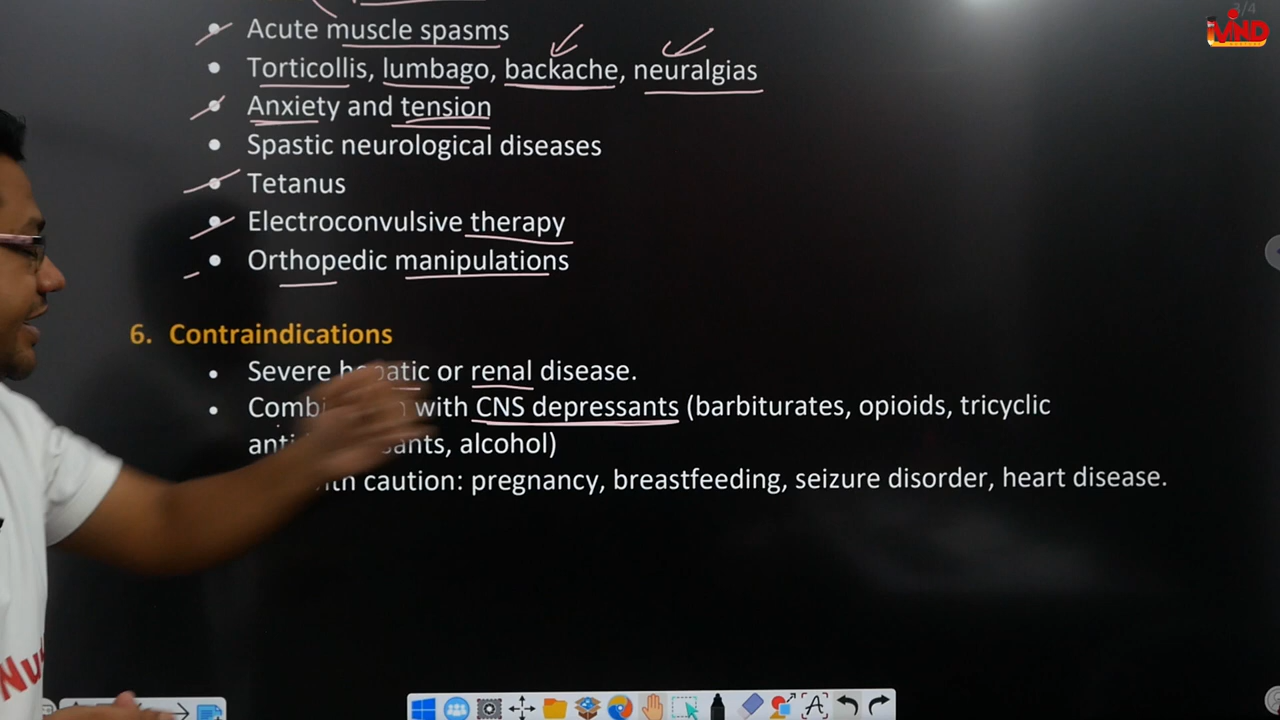 3/4
Acute muscle spasms
Torticollis, lumbago, backache, neuralgias
Anxiety and tension
Spastic neurological diseases
Tetanus
Electroconvulsive therapy
Orthopedic manipulations
6. Contraindications
Severe or renal disease.
with CNS depressants (barbiturates, opioids, tricyclic
alcohol)
caution: pregnancy, breastfeeding, seizure disorder, heart disease.